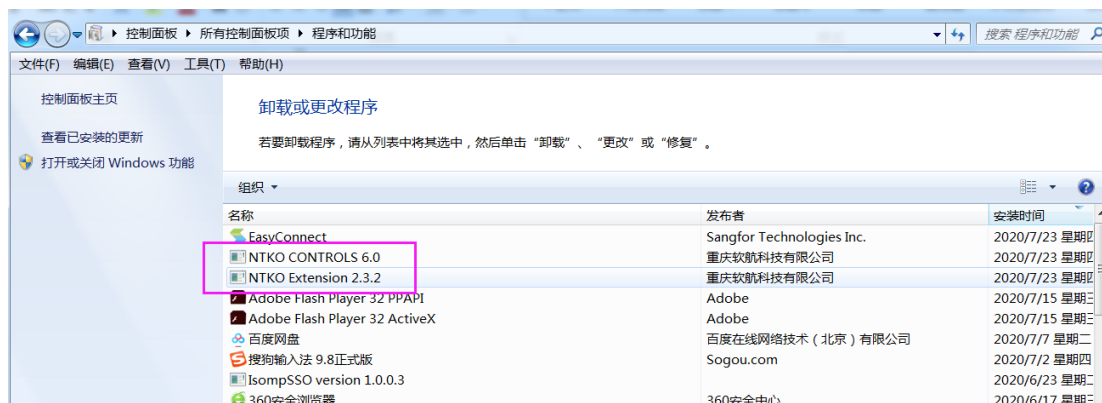 控制面板 ▶ 所有控制面板项 ▶ 程序和功能
搜索 程序和功能
文件(F) 编辑(E) 查看(V) 工具(T) 帮助(H)
控制面板主页
查看已安装的更新
打开或关闭 Windows 功能
卸载或更改程序
若要卸载程序，请从列表中将其选中，然后单击“卸载”、“更改”或“修复”。
组织
名称 发布者 安装时间
EasyConnect Sangfor Technologies Inc. 2020/7/23 星期四
NTKO CONTROLS 6.0 重庆软航科技有限公司 2020/7/23 星期四
NTKO Extension 2.3.2 重庆软航科技有限公司 2020/7/23 星期四
Adobe Flash Player 32 PPAPI Adobe 2020/7/15 星期三
Adobe Flash Player 32 ActiveX Adobe 2020/7/15 星期三
百度网盘 百度在线网络技术（北京）有限公司 2020/7/7 星期二
搜狗输入法 9.8正式版 Sogou.com 2020/7/2 星期四
IsompSSO version 1.0.0.3 2020/6/23 星期二
360安全浏览器 360安全中心 2020/6/17 星期三